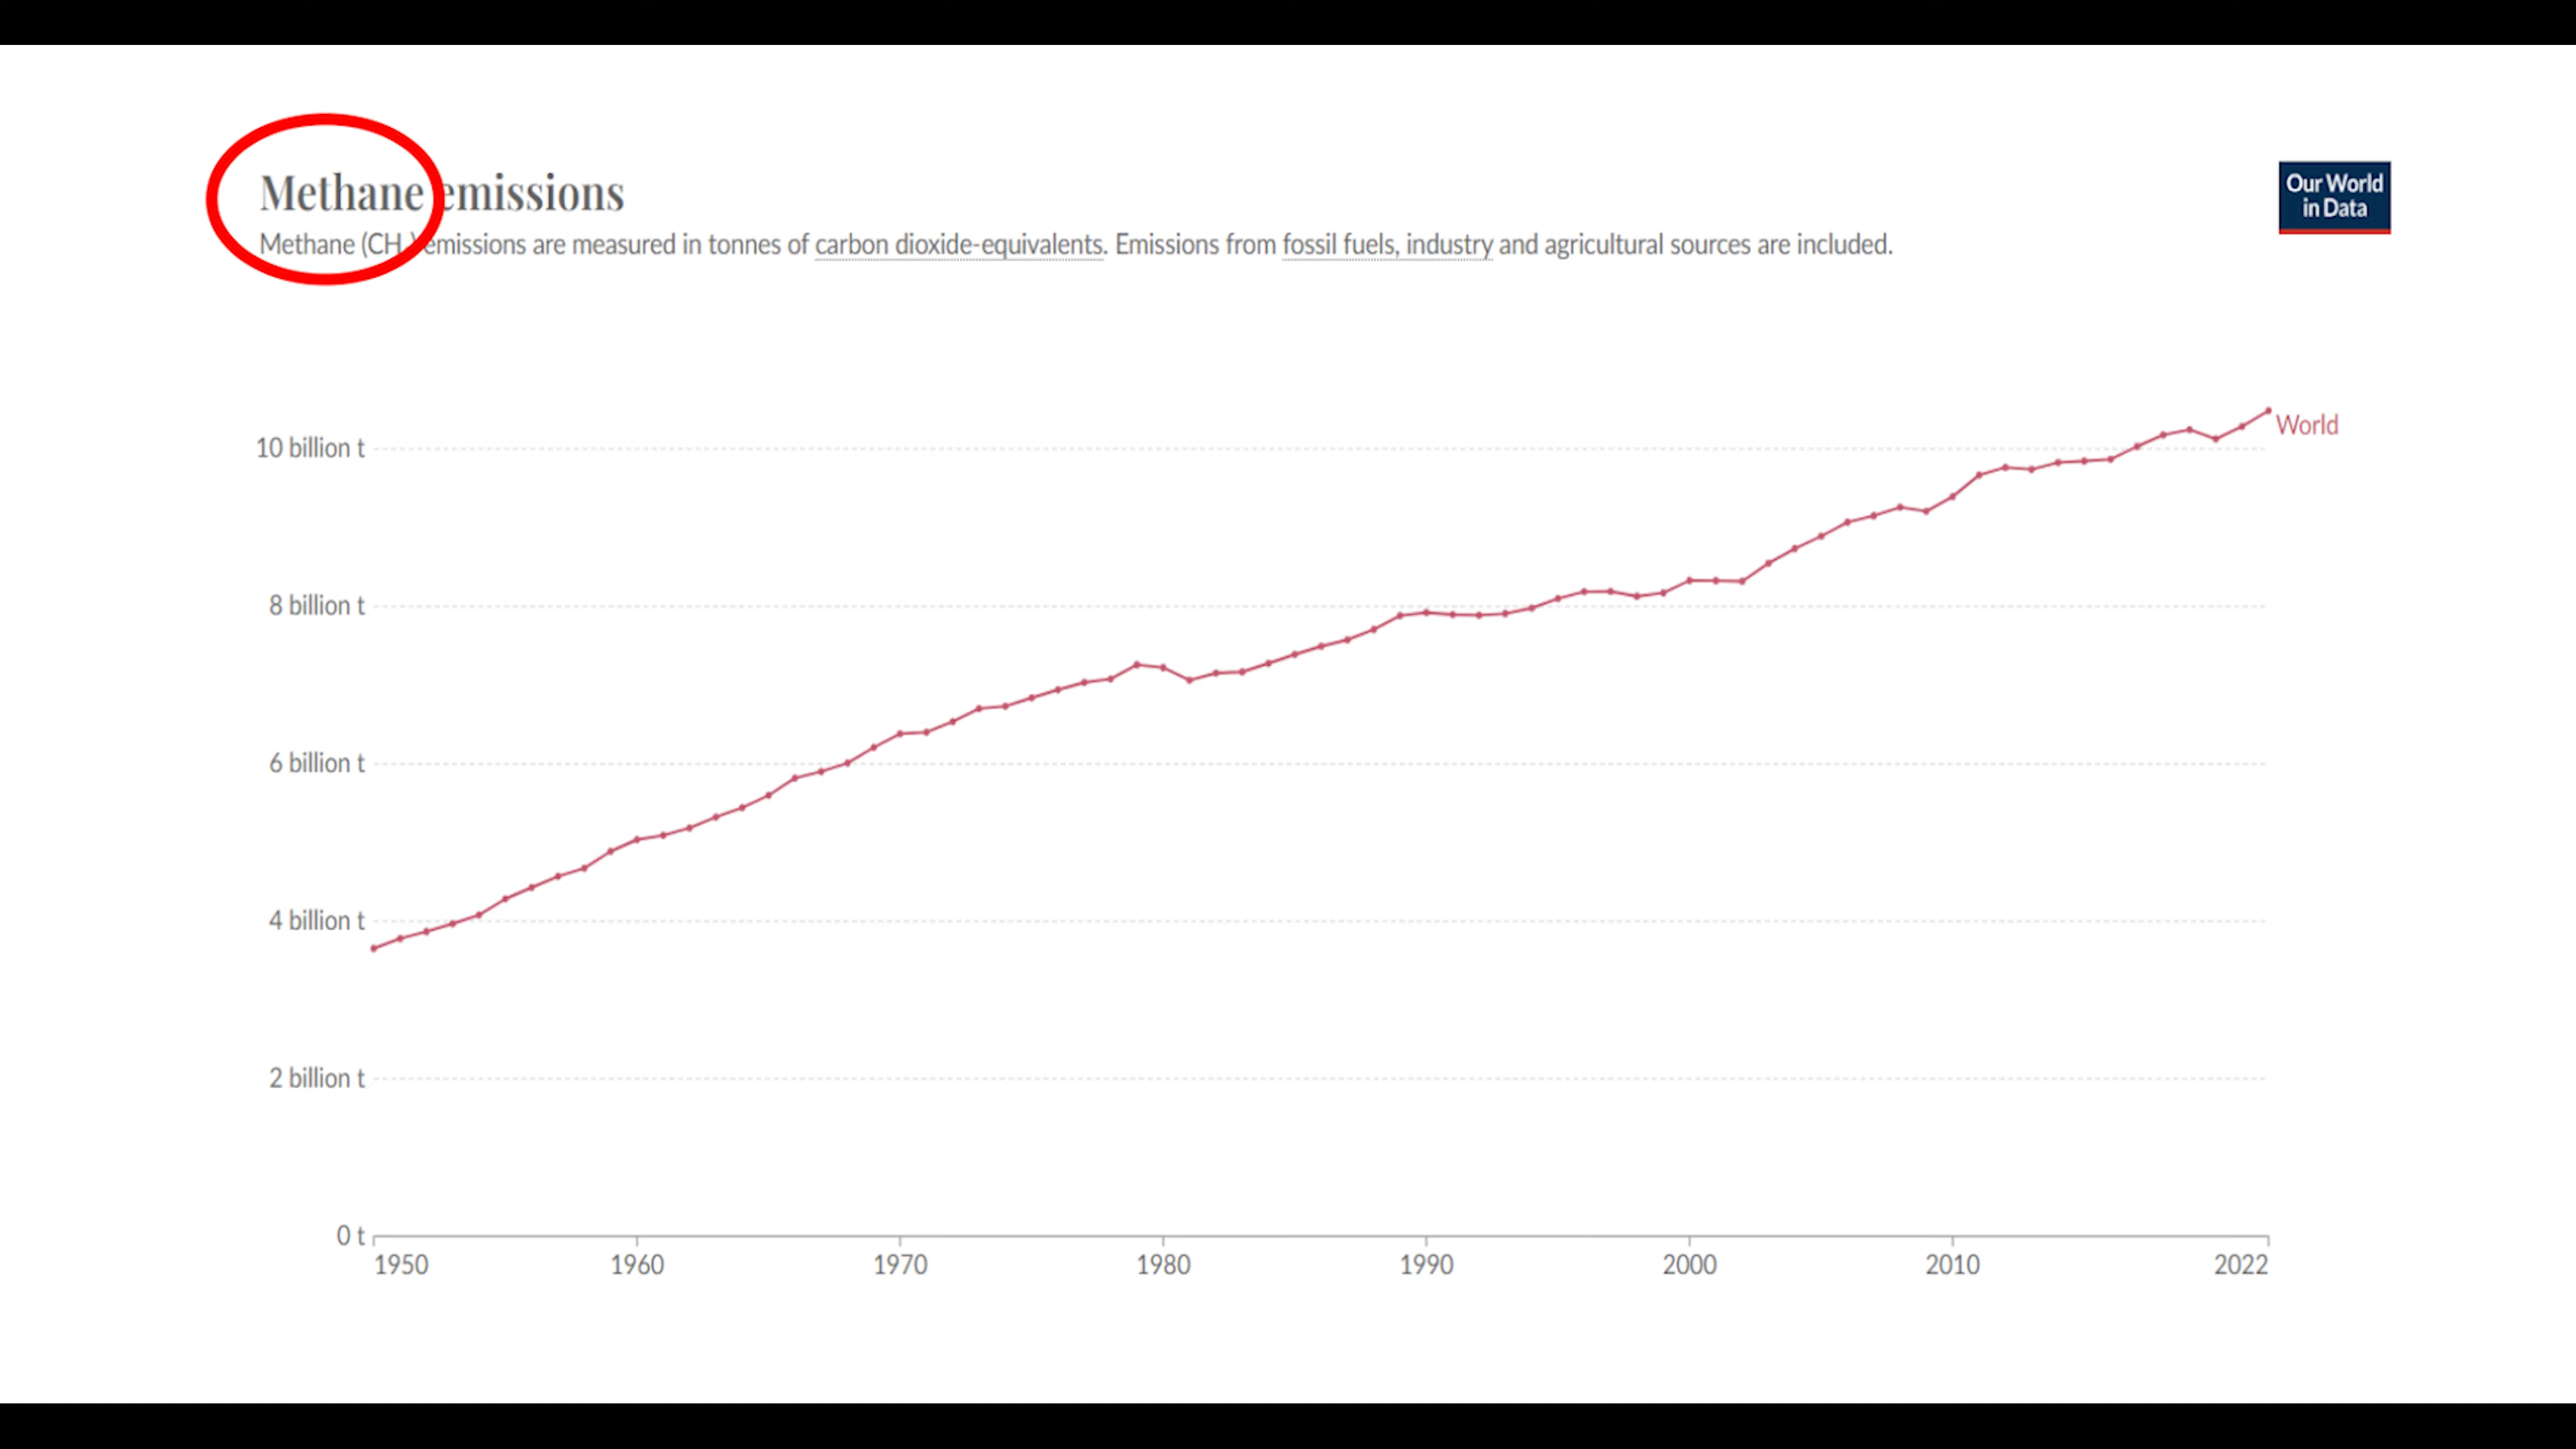 Methane emissions
Methane (CH₄) emissions are measured in tonnes of carbon dioxide-equivalents. Emissions from fossil fuels, industry and agricultural sources are included.
Our World
in Data
World
10 billion t
8 billion t
6 billion t
4 billion t
2 billion t
0 t
1950 1960 1970 1980 1990 2000 2010 2022